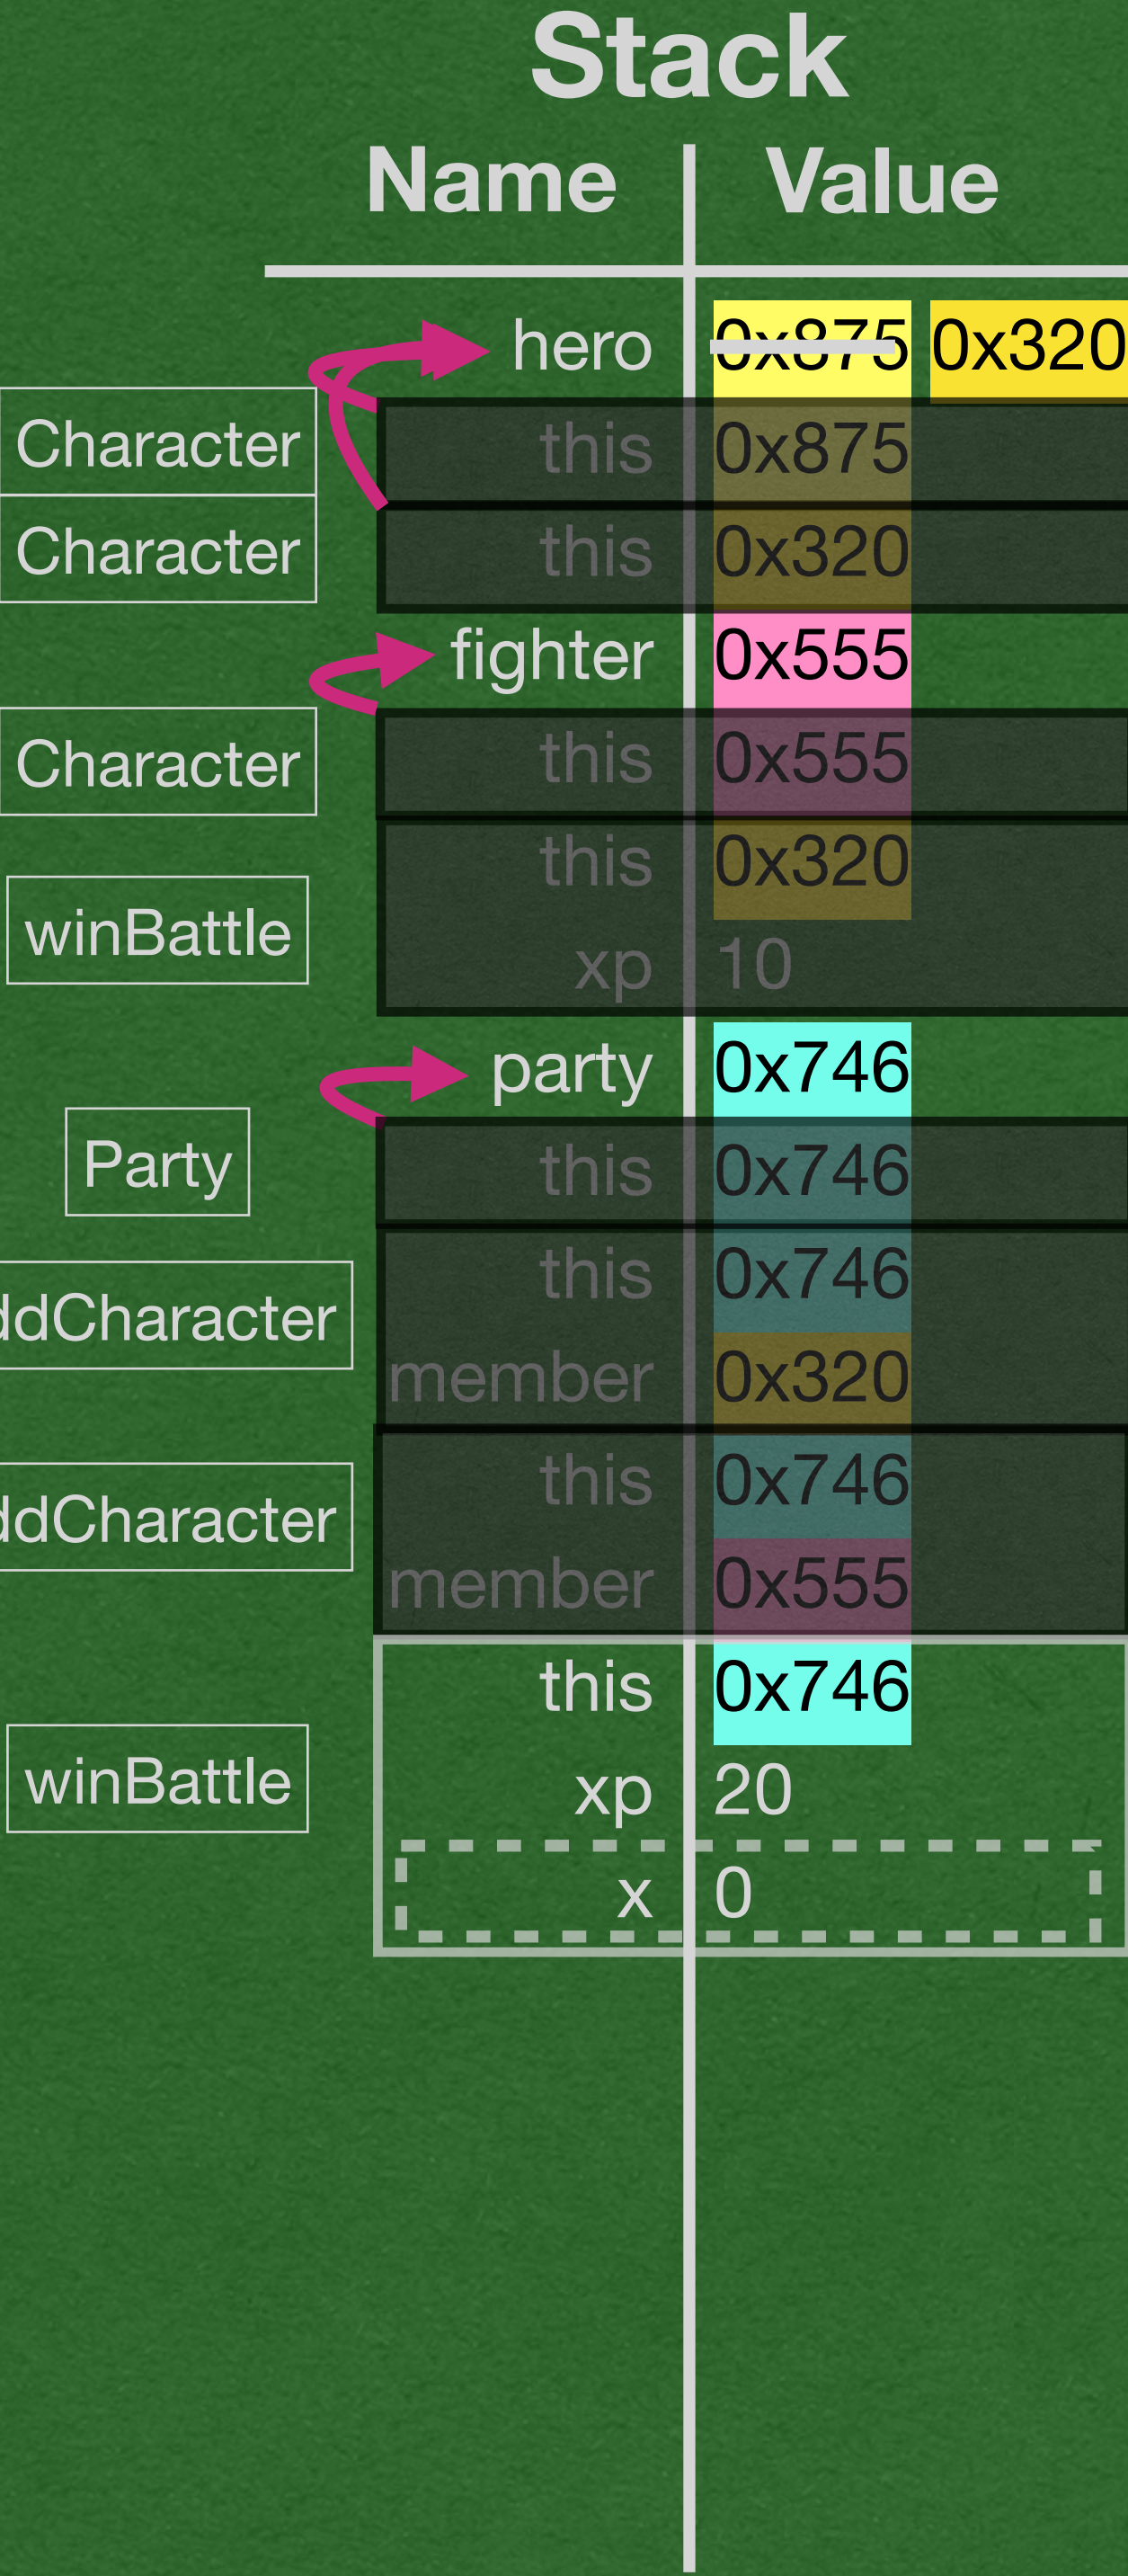 Stack
Name Value
hero 0x875 0x320
Character this 0x875
Character this 0x320
fighter 0x555
Character this 0x555
this 0x320
winBattle
xp 10
party 0x746
Party this 0x746
this 0x746
ddCharacter
member 0x320
this 0x746
ddCharacter
member 0x555
this 0x746
winBattle
xp 20
x 0